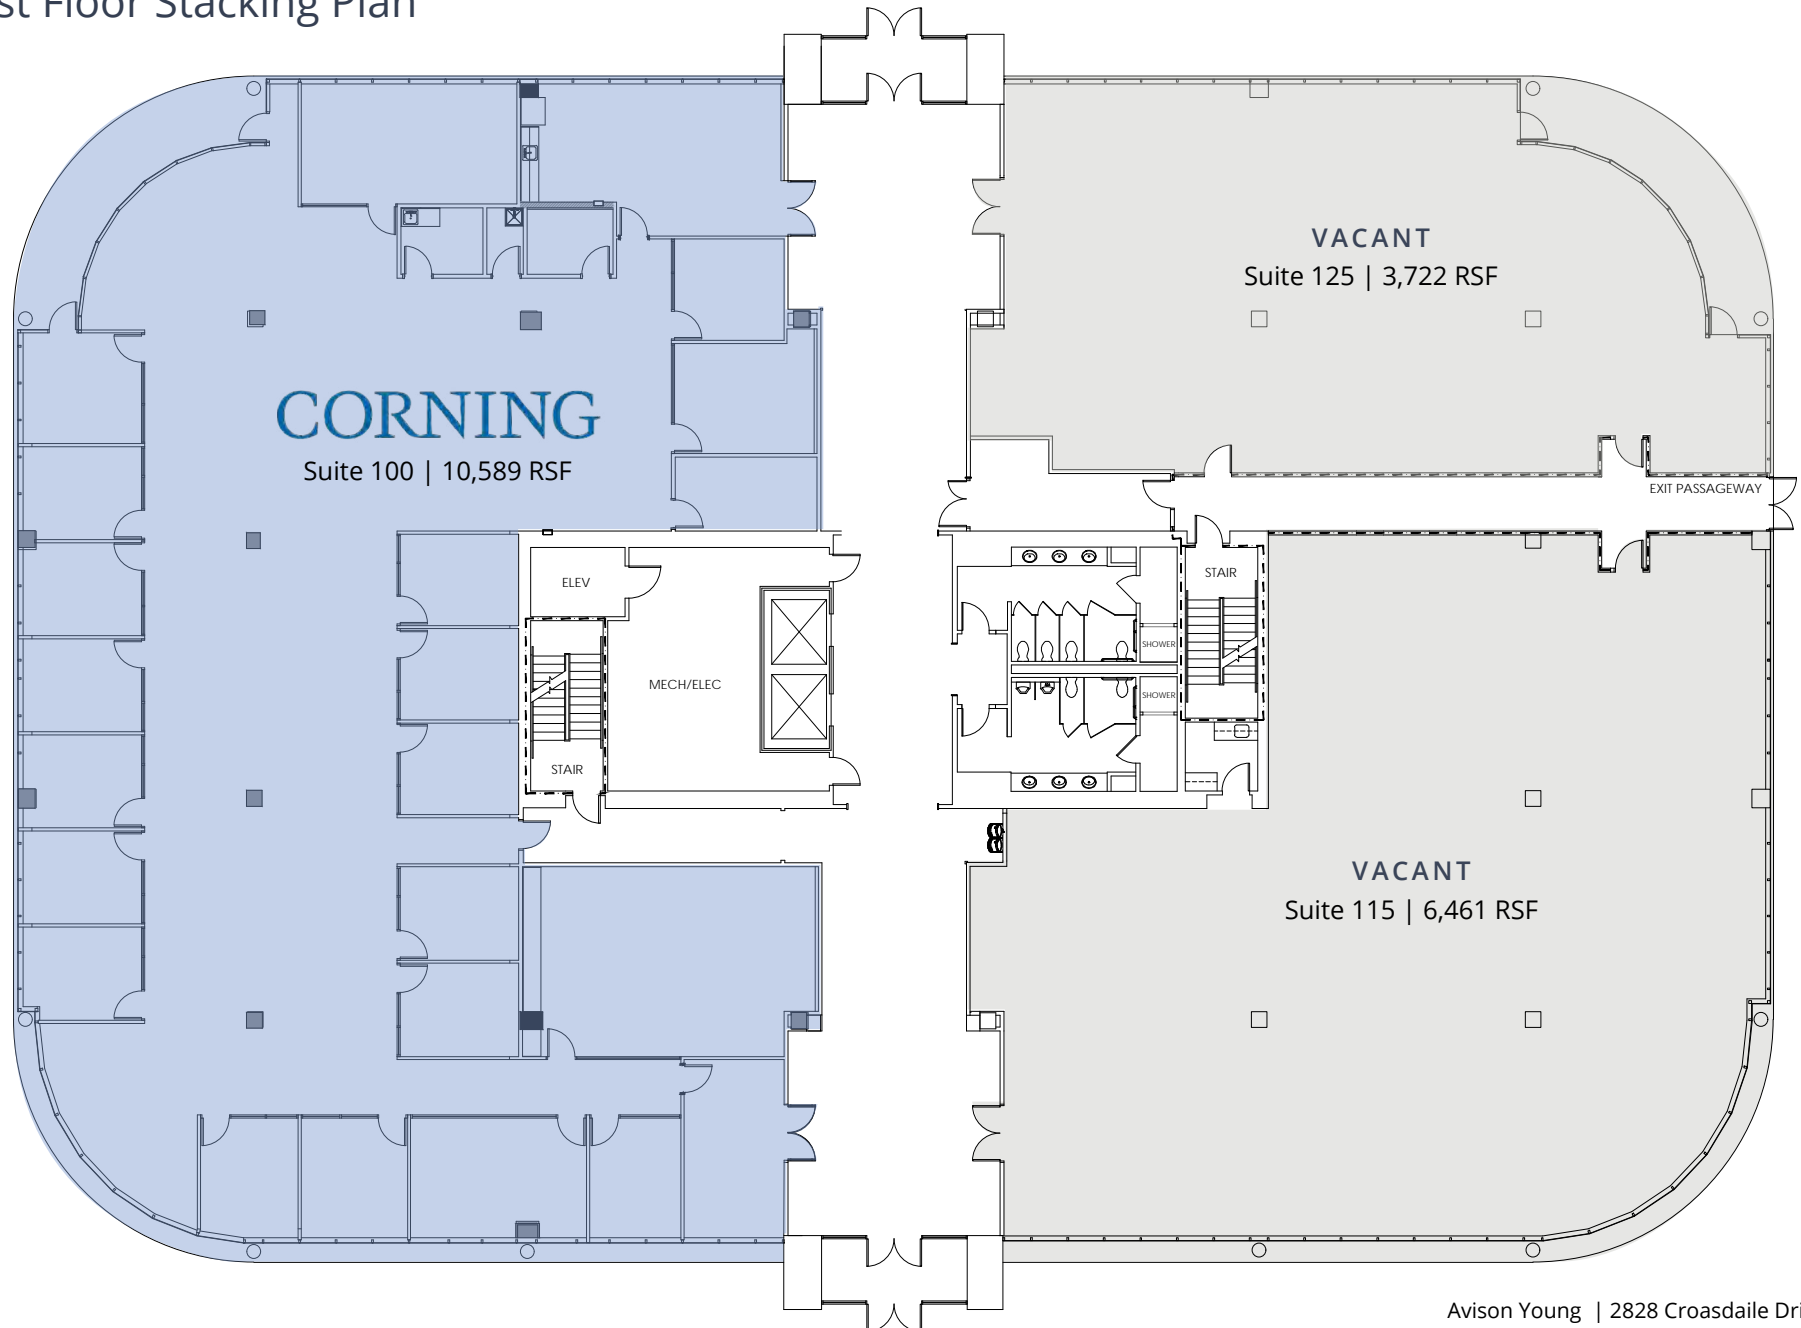 st Floor Stacking Plan
VACANT
Suite 125 | 3,722 RSF
CORNING
Suite 100 | 10,589 RSF
EXIT PASSAGEWAY
ELEV
STAIR
SHOWER
MECH/ELEC
SHOWER
STAIR
VACANT
Suite 115 | 6,461 RSF
Avison Young | 2828 Croasdaile Dri